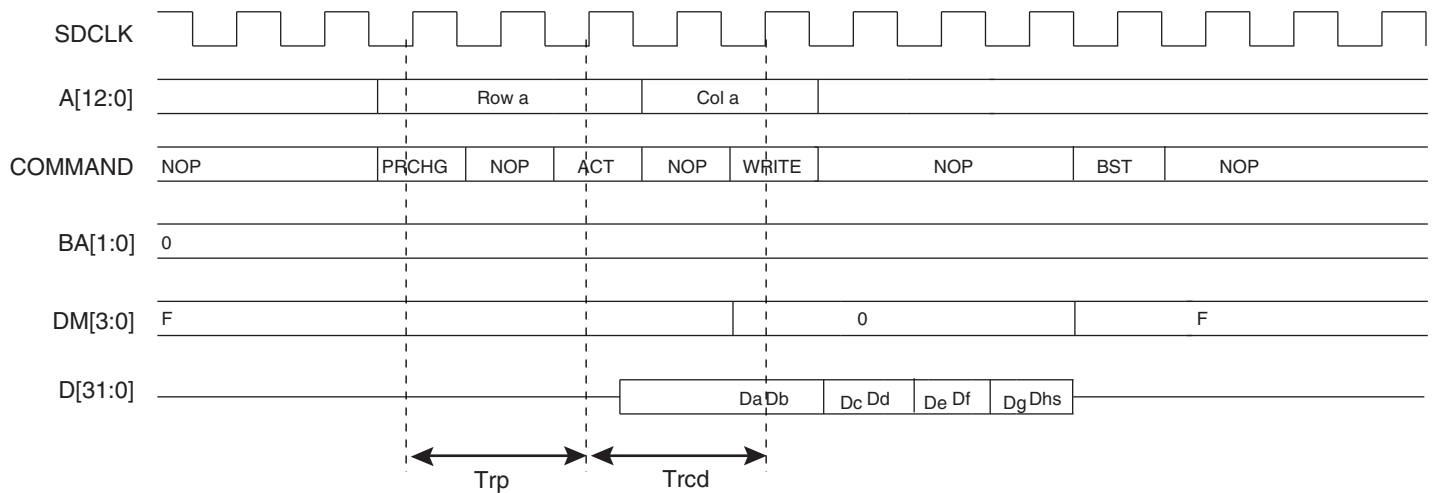 SDCLK
A[12:0] Row a Col a
COMMAND NOP PRCHG NOP ACT NOP WRITE NOP BST NOP
BA[1:0] 0
DM[3:0] F 0 F
D[31:0] Da Db Dc Dd De Df Dg Dhs
Trp Trcd